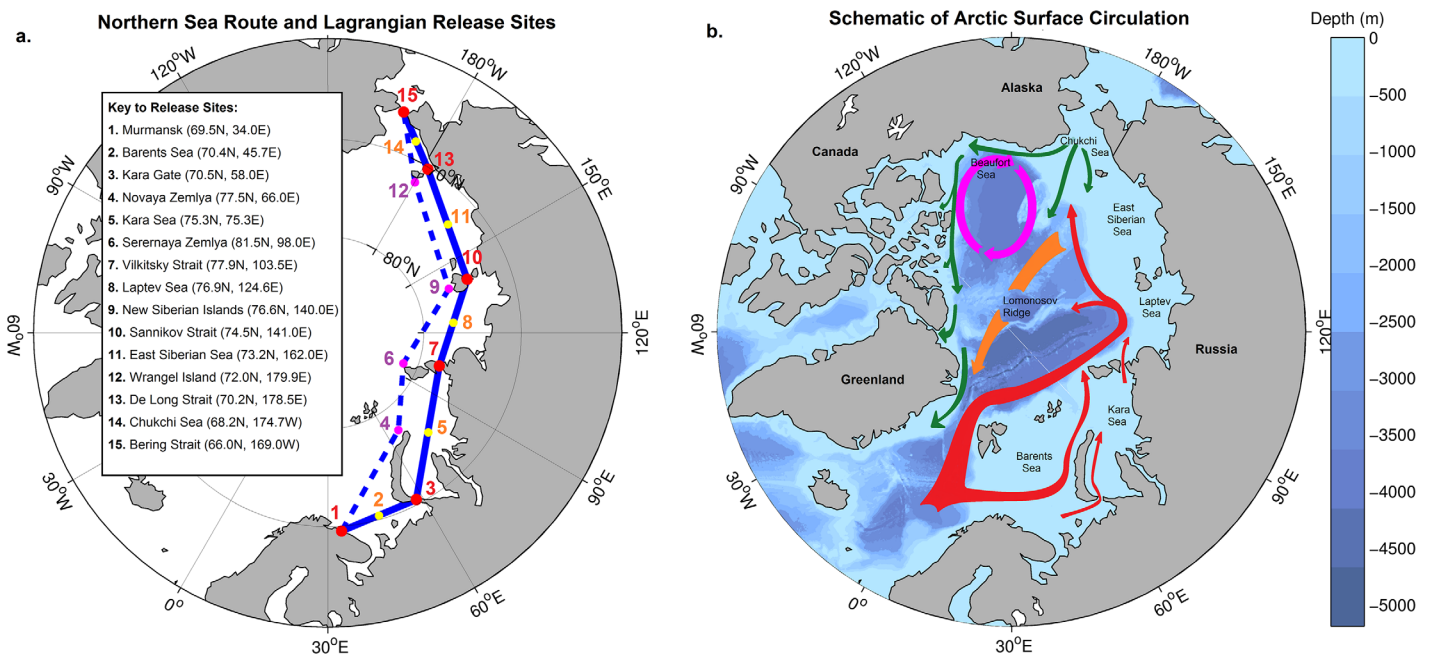 Northern Sea Route and Lagrangian Release Sites
a.
120°W
180°W
150°E
120°E
90°E
60°E
30°E
0°
30°W
60°W
90°W
80°N
70°N
Key to Release Sites:
1. Murmansk (69.5N, 34.0E)
2. Barents Sea (70.4N, 45.7E)
3. Kara Gate (70.5N, 58.0E)
4. Novaya Zemlya (77.5N, 66.0E)
5. Kara Sea (75.3N, 75.3E)
6. Serernaya Zemlya (81.5N, 98.0E)
7. Vilkitsky Strait (77.9N, 103.5E)
8. Laptev Sea (76.9N, 124.6E)
9. New Siberian Islands (76.6N, 140.0E)
10. Sannikov Strait (74.5N, 141.0E)
11. East Siberian Sea (73.2N, 162.0E)
12. Wrangel Island (72.0N, 179.9E)
13. De Long Strait (70.2N, 178.5E)
14. Chukchi Sea (68.2N, 174.7W)
15. Bering Strait (66.0N, 169.0W)
15
14
13
12
11
10
9
8
7
6
5
4
3
2
1
Schematic of Arctic Surface Circulation
b.
120°W
180°W
150°E
120°E
90°E
60°E
30°E
0°
30°W
60°W
90°W
Alaska
Canada
Chukchi
Sea
Beaufort
Sea
East
Siberian
Sea
Lomonosov
Ridge
Laptev
Sea
Russia
Greenland
Kara
Sea
Barents
Sea
Depth (m)
0
−500
−1000
−1500
−2000
−2500
−3000
−3500
−4000
−4500
−5000